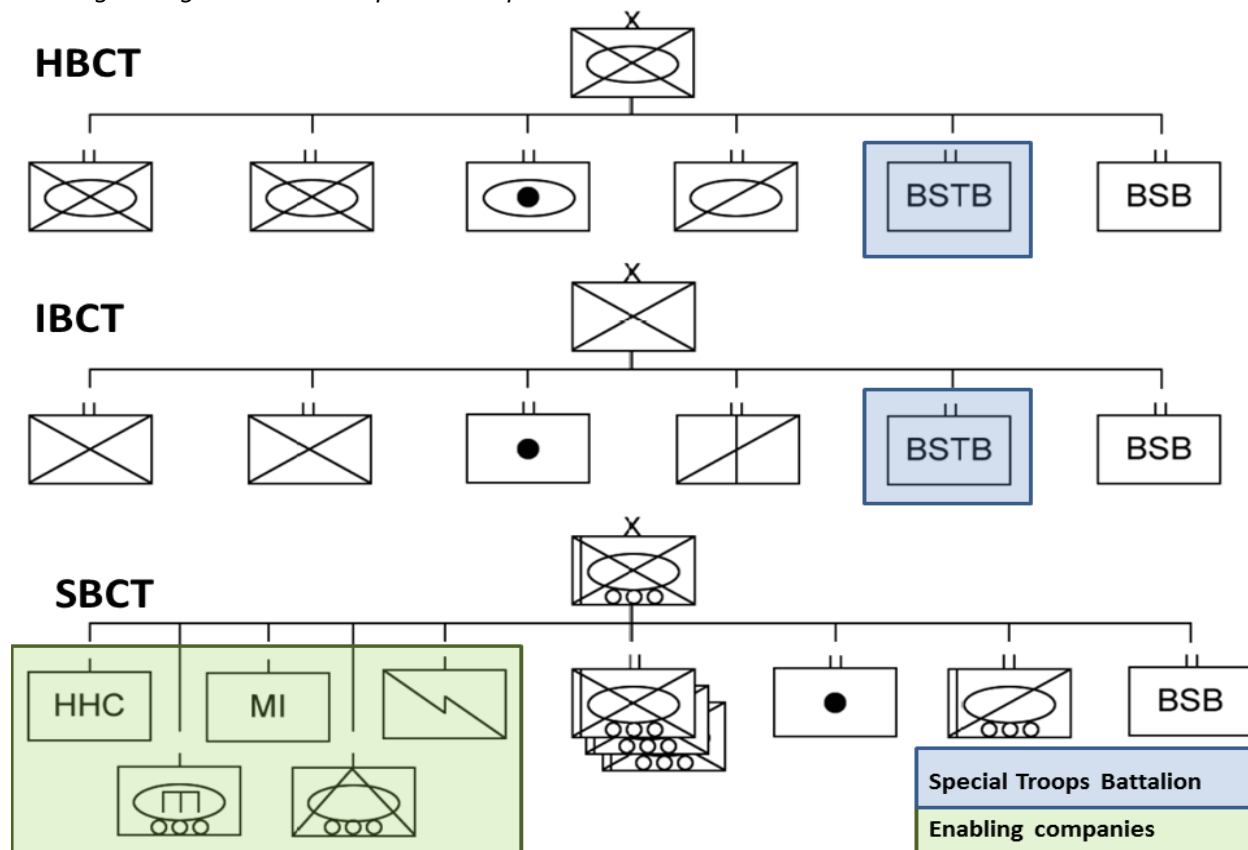 HBCT
X
BSTB
BSB
IBCT
X
BSTB
BSB
X
SBCT
HHC
MI
BSB
Special Troops Battalion
Enabling companies